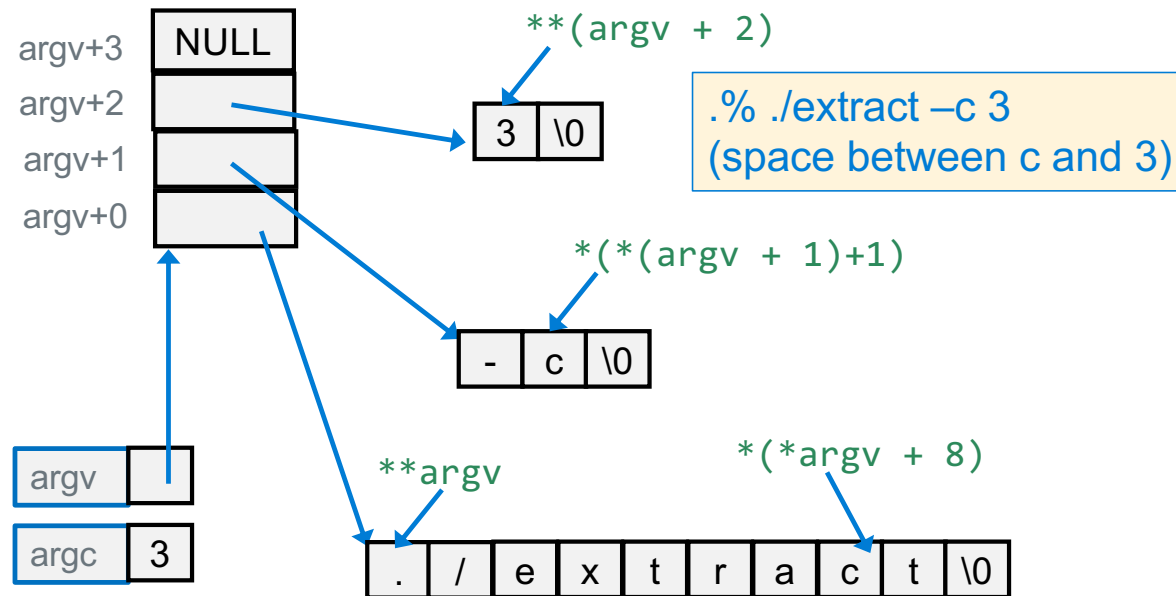 argv+3 NULL
**(argv + 2)
argv+2
3 \0
.% ./extract –c 3
(space between c and 3)
argv+1
argv+0
*(*(argv + 1)+1)
- c \0
argv
**argv
*(*argv + 8)
argc 3
. / e x t r a c t \0